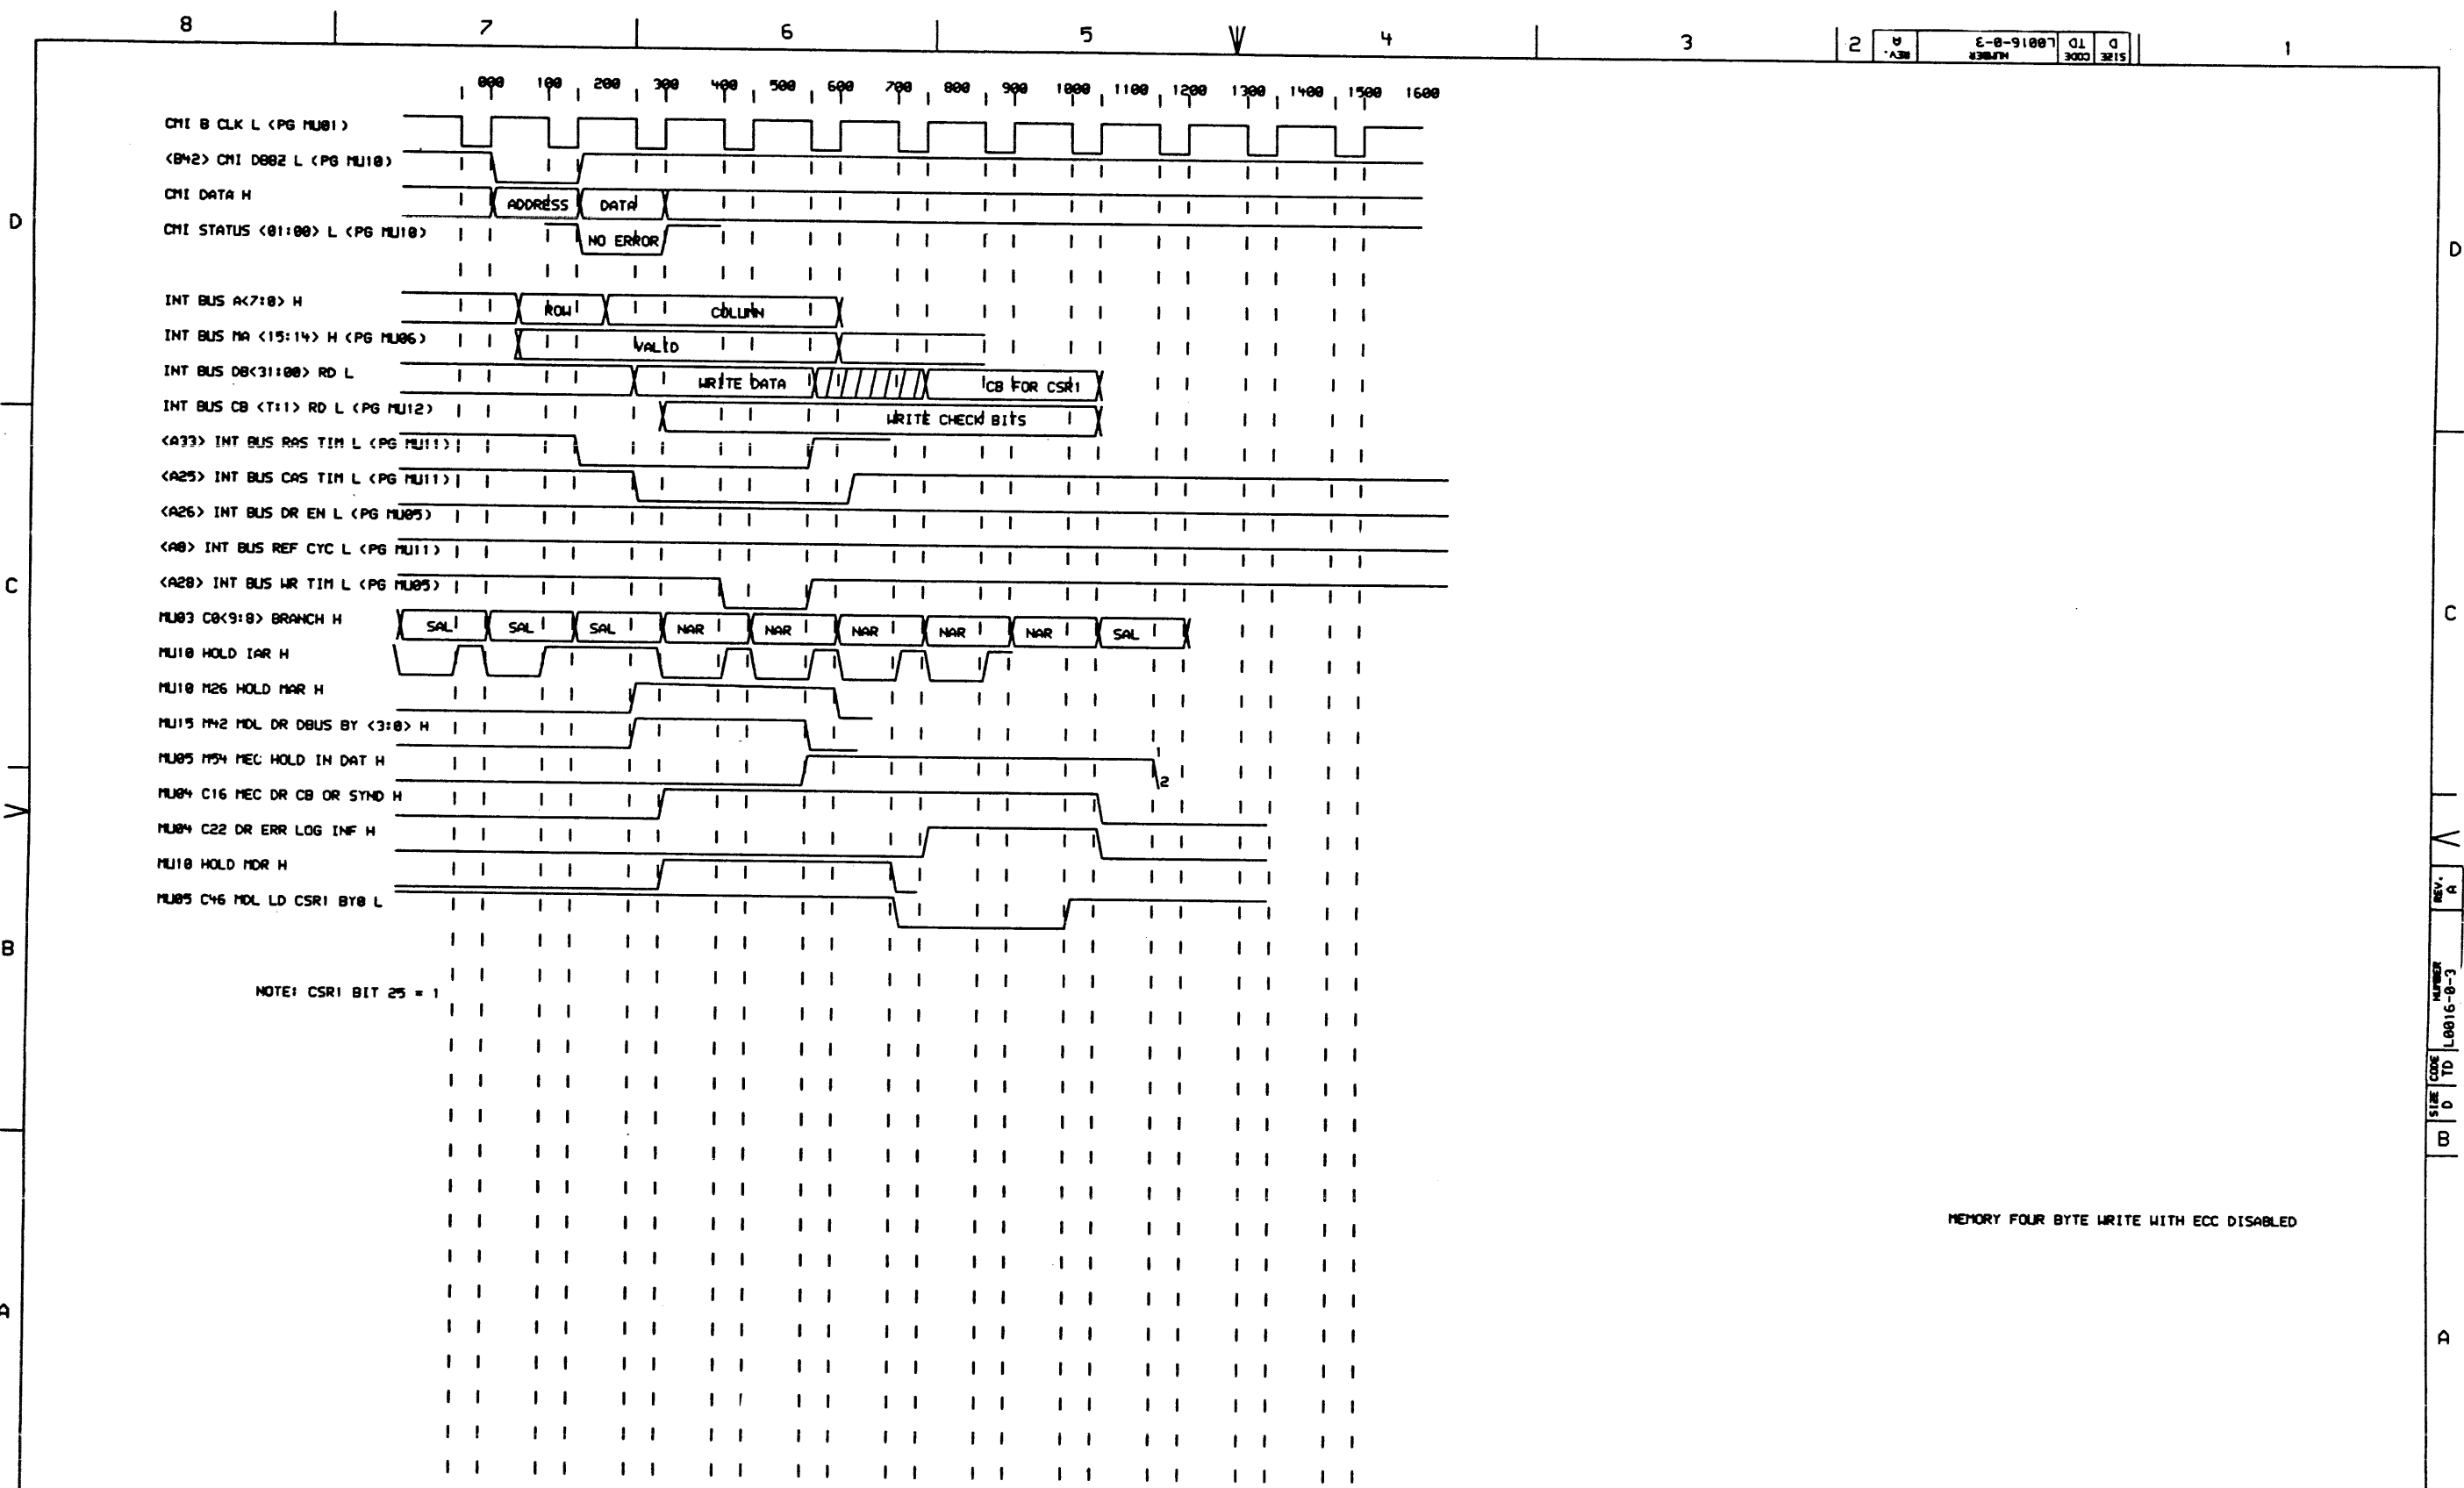 8 7 6 5 4 3 2 1
REV. A NUMBER L0016-0-3 CODE TD SIZE D
000 100 200 300 400 500 600 700 800 900 1000 1100 1200 1300 1400 1500 1600
CMI B CLK L <PG MU01>
<B42> CMI DBBZ L <PG MU10>
CMI DATA H ADDRESS DATA
D D
CMI STATUS <01:00> L <PG MU10> NO ERROR
INT BUS A<7:0> H ROW COLUMN
INT BUS MA <15:14> H <PG MU06> VALID
INT BUS DB<31:00> RD L WRITE DATA CB FOR CSR1
INT BUS CB <T:1> RD L <PG MU12> WRITE CHECK BITS
<A33> INT BUS RAS TIM L <PG MU11>
<A25> INT BUS CAS TIM L <PG MU11>
<A26> INT BUS DR EN L <PG MU05>
<A8> INT BUS REF CYC L <PG MU11>
<A28> INT BUS WR TIM L <PG MU05>
C C
MU03 C0<9:8> BRANCH H SAL SAL SAL NAR NAR NAR NAR NAR SAL
MU10 HOLD IAR H
MU10 M26 HOLD MAR H
MU15 M42 MDL DR DBUS BY <3:0> H
MU05 M54 MEC HOLD IN DAT H 1 2
MU04 C16 MEC DR CB OR SYND H
MU04 C22 DR ERR LOG INF H
MU10 HOLD MDR H
MU05 C46 MDL LD CSR1 BY0 L
B
NOTE: CSR1 BIT 25 = 1
SIZE D CODE TD NUMBER L0016-0-3 REV. A
B
MEMORY FOUR BYTE WRITE WITH ECC DISABLED
A A